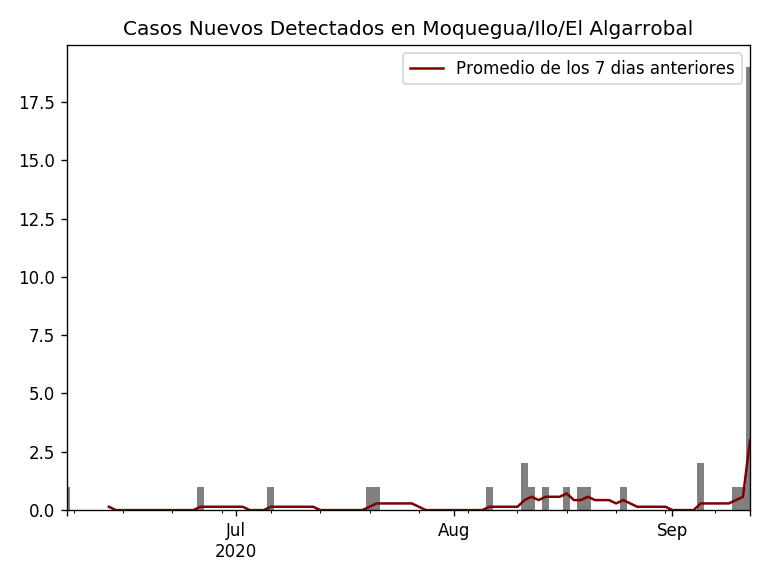 Casos Nuevos Detectados en Moquegua/Ilo/El Algarrobal
Promedio de los 7 dias anteriores
17.5
15.0
12.5
10.0
7.5
5.0
2.5
0.0
Jul
2020
Aug
Sep